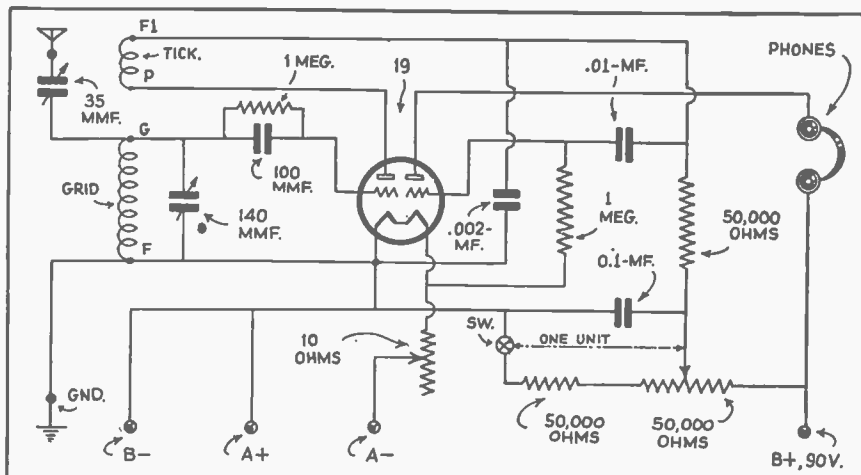 F1
TICK.
P
35
MMF.
G
1 MEG.
19
.01-MF.
PHONES
100
MMF.
GRID
140
MMF.
F
.002-
MF.
1
MEG.
50,000
OHMS
0.1-MF.
10
OHMS
SW.
ONE UNIT
GND.
50,000
OHMS
50,000
OHMS
B-
A+
A-
B+, 90V.